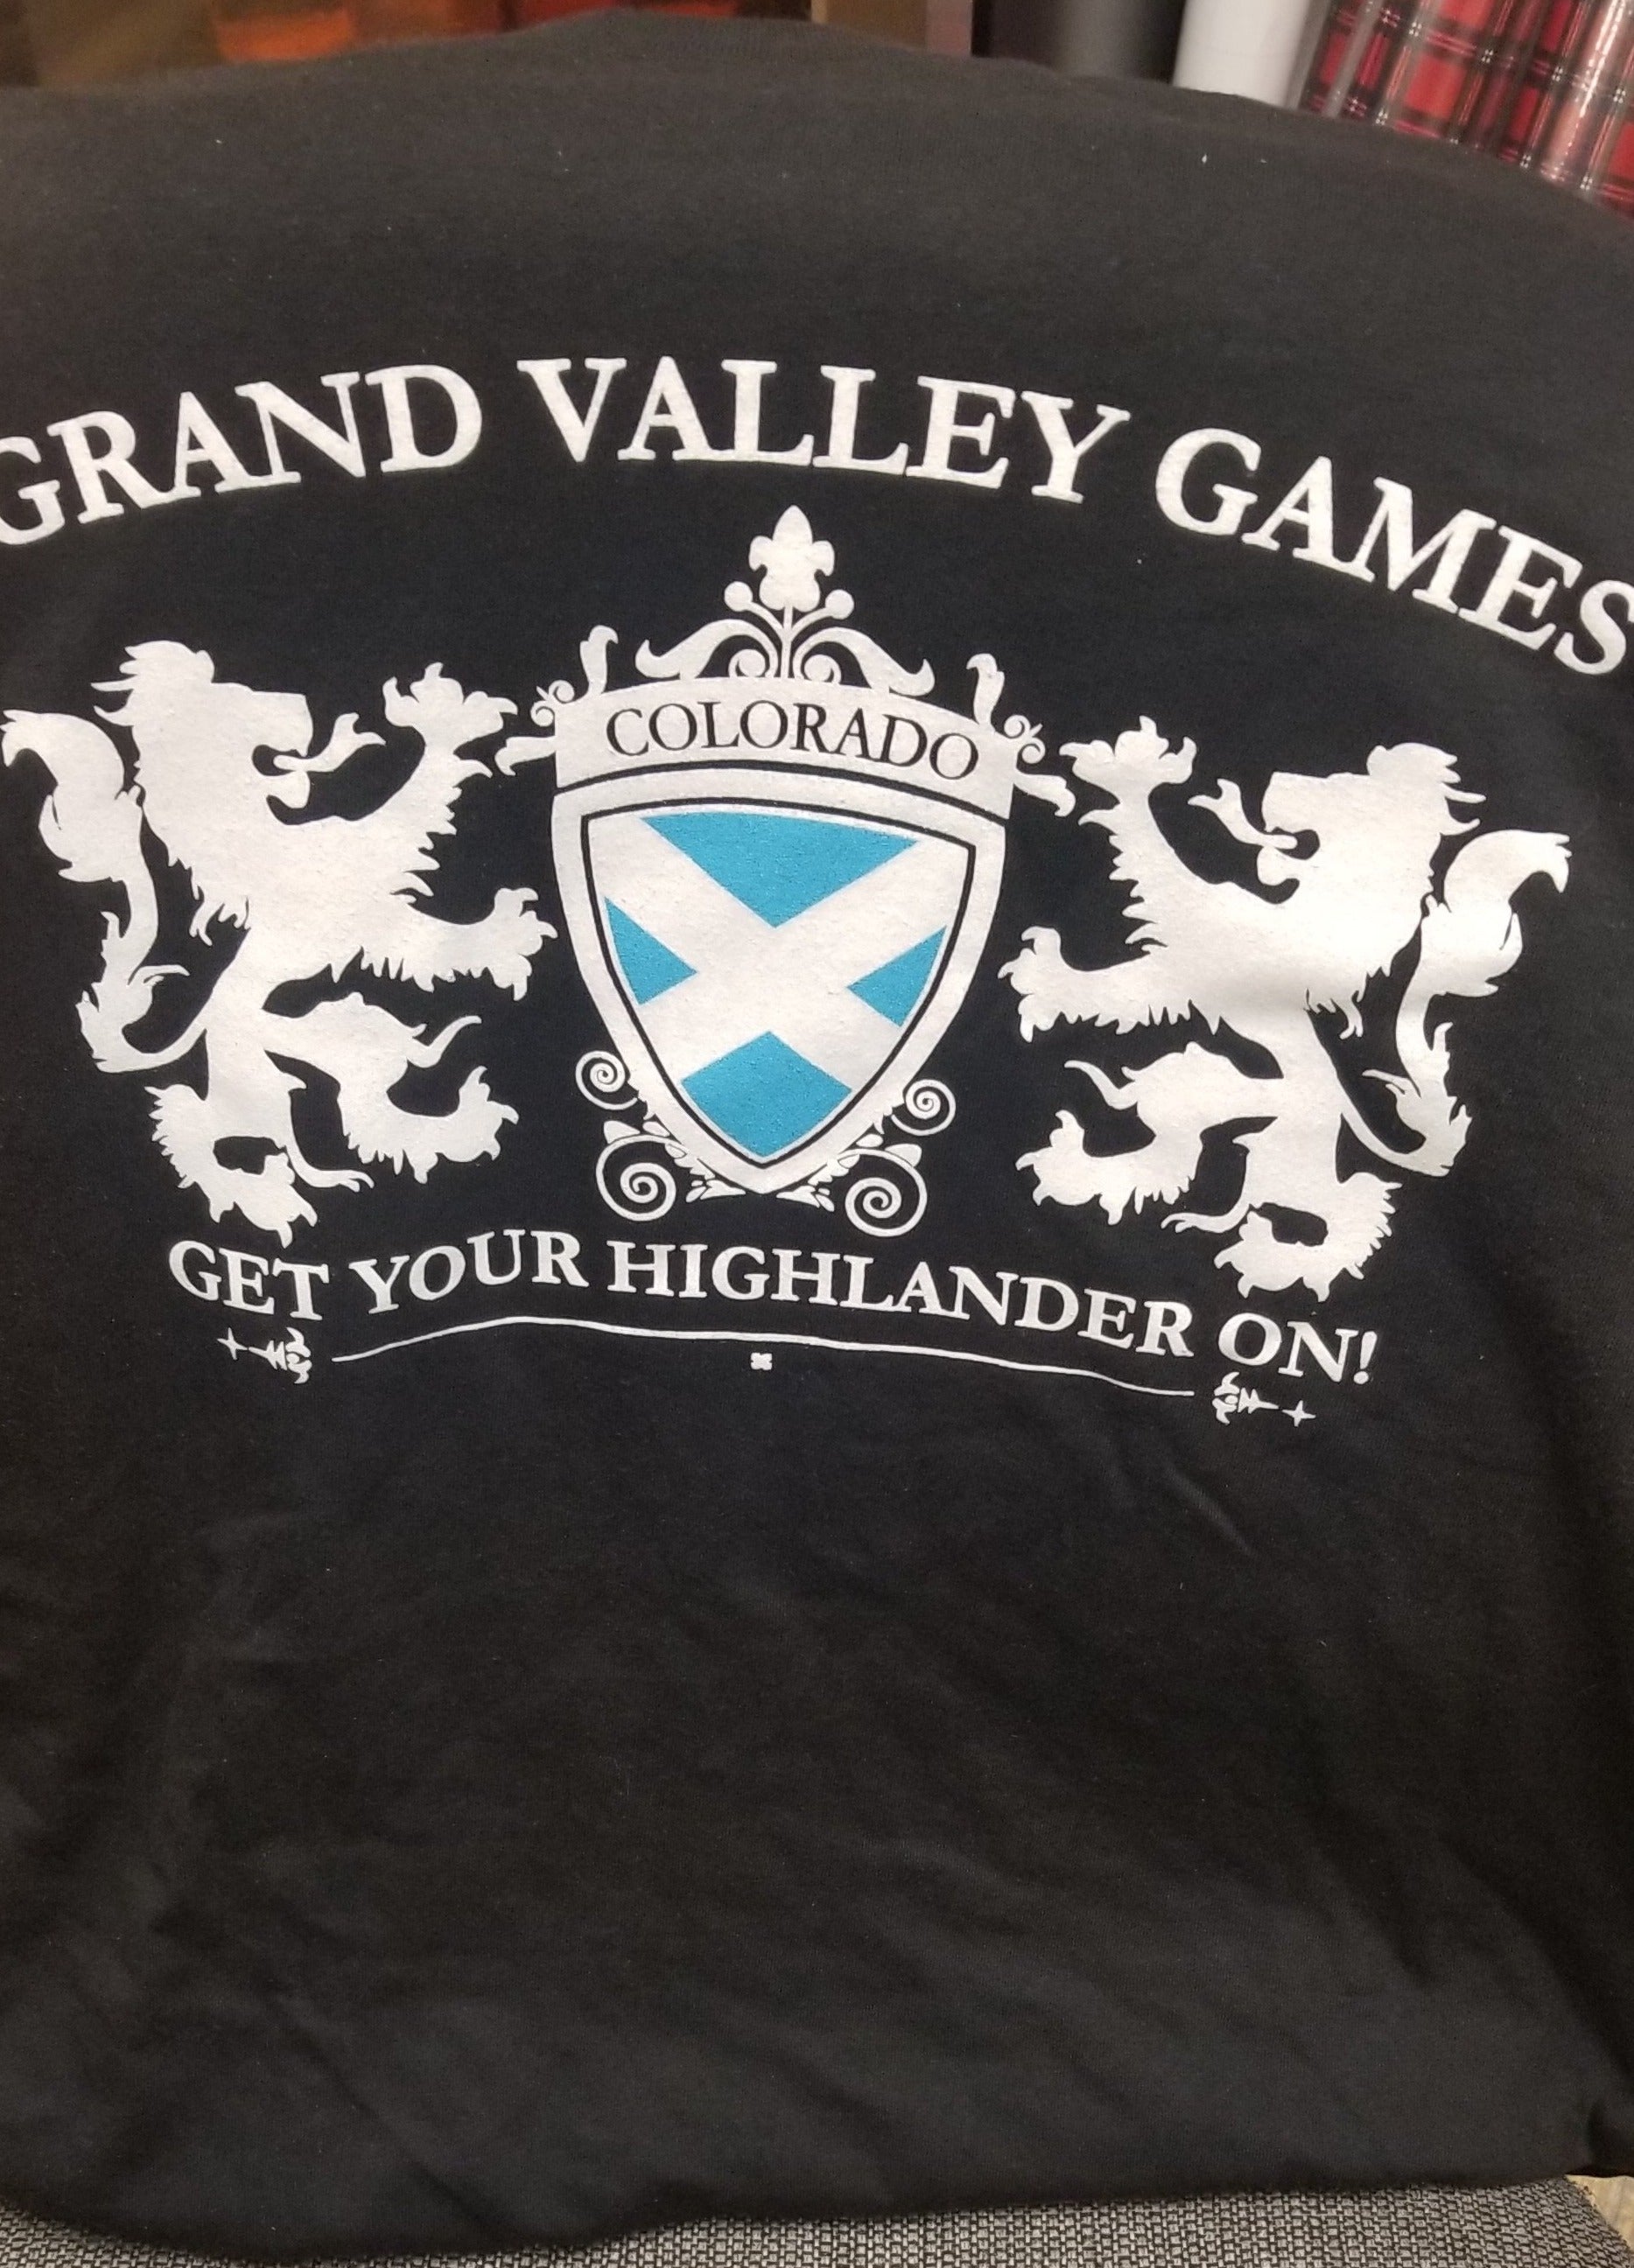 GRAND VALLEY GAMES
COLORADO
GET YOUR HIGHLANDER ON!